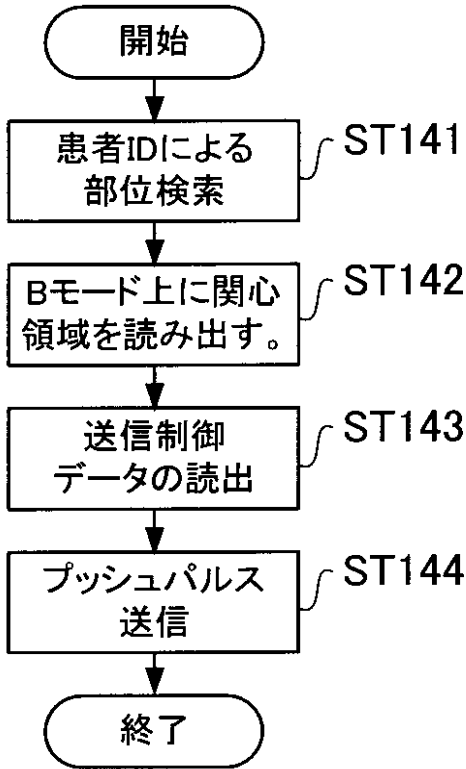 開始
患者IDによる
部位検索
ST141
Bモード上に関心
領域を読み出す。
ST142
送信制御
データの読出
ST143
プッシュパルス
送信
ST144
終了